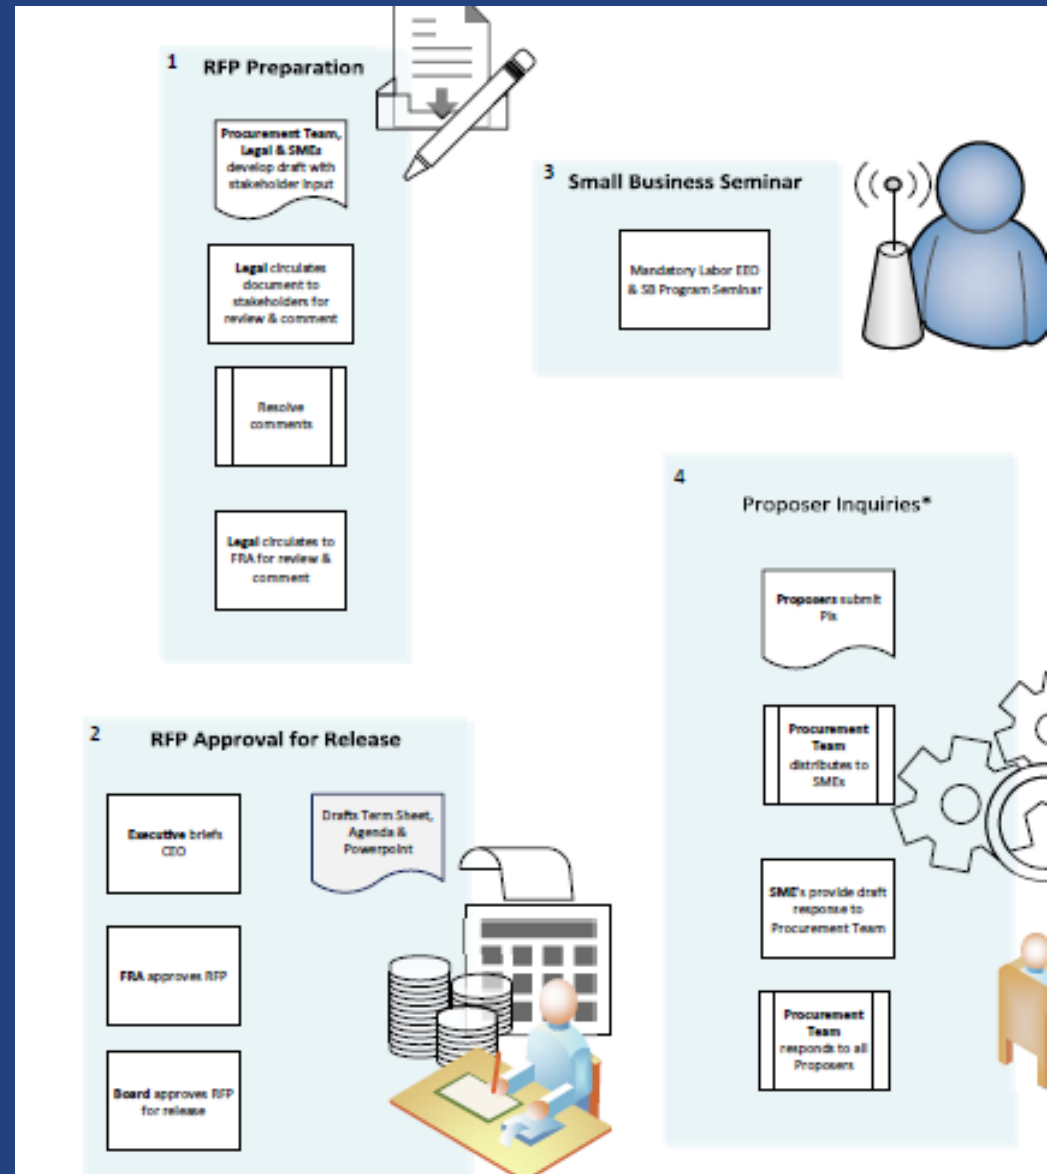 1
RFP Preparation
Procurement Team,
Legal & SMEs
develop draft with
stakeholder input
Legal circulates
document to
stakeholders for
review & comment
Resolve
comments
Legal circulates to
FRA for review &
comment
2
RFP Approval for Release
Executive briefs
CEO
Drafts Term Sheet,
Agenda &
Powerpoint
FRA approves RFP
Board approves RFP
for release
3
Small Business Seminar
Mandatory Labor EEO
& SB Program Seminar
4
Proposer Inquiries*
Proposers submit
PIs
Procurement
Team
distributes to
SMEs
SME's provide draft
response to
Procurement Team
Procurement
Team
responds to all
Proposers